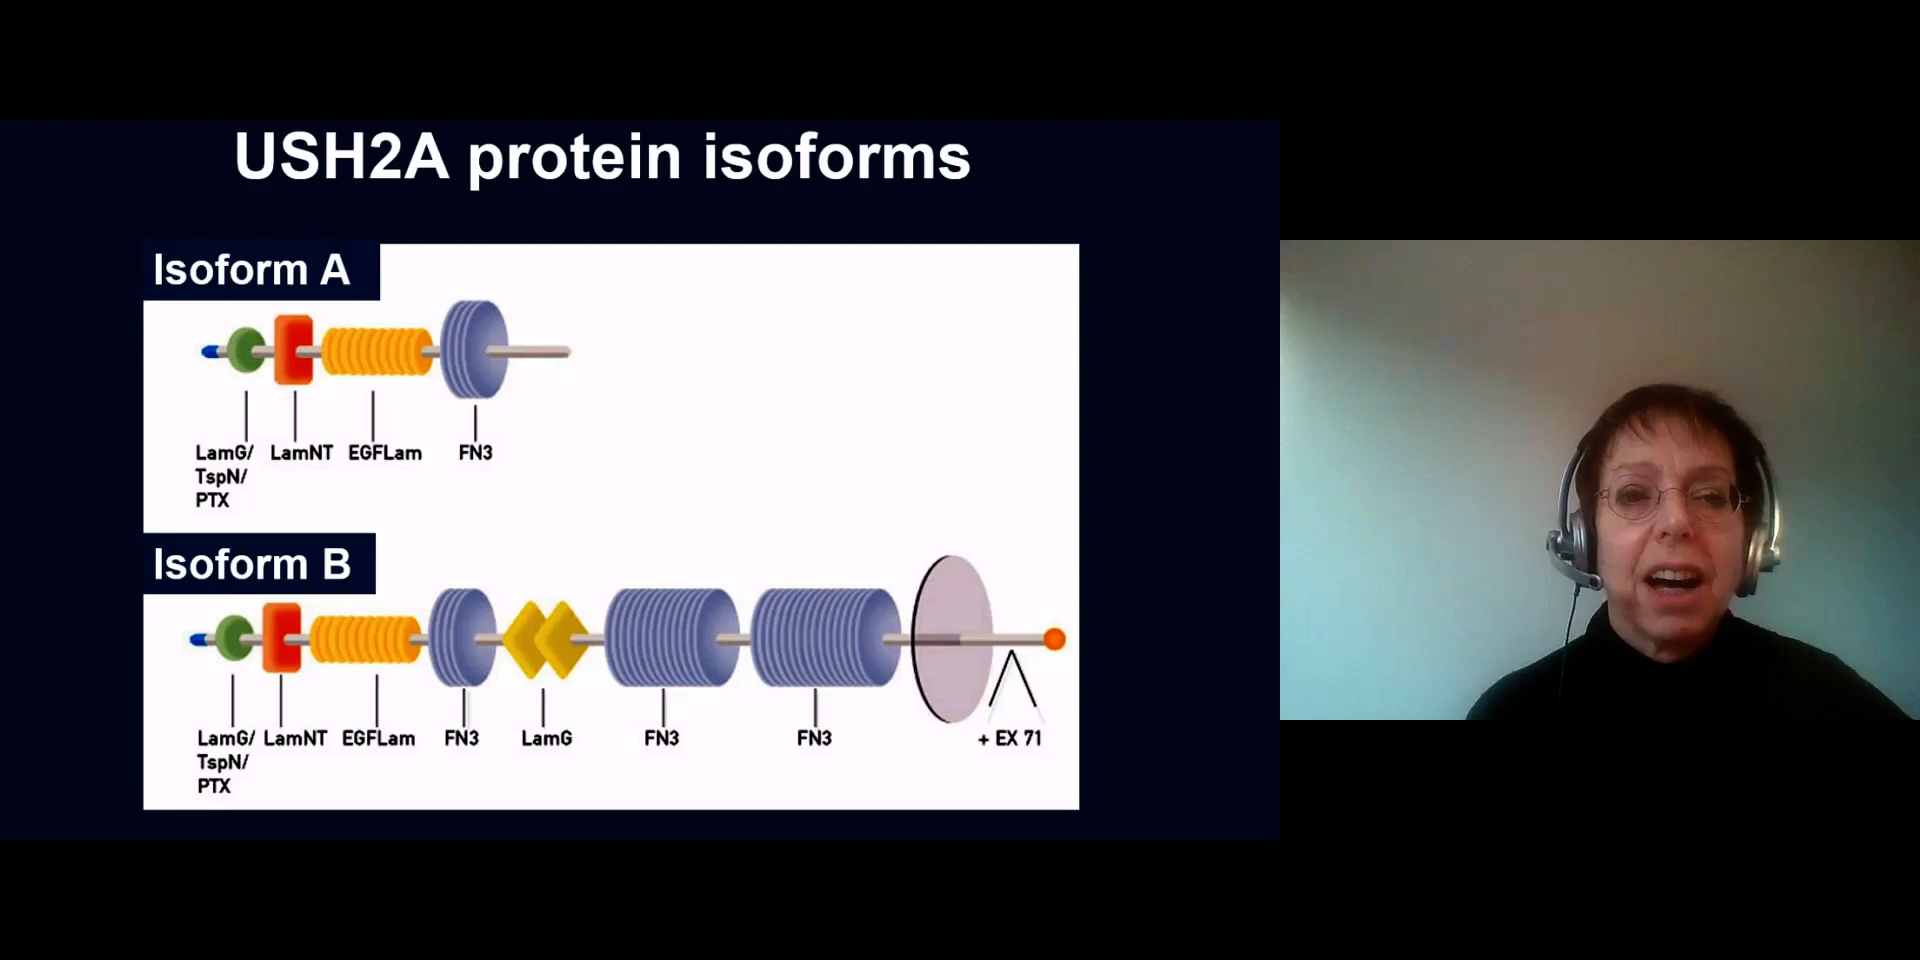 USH2A protein isoforms
Isoform A
LamG/ LamNT EGFLam FN3
TspN/
PTX
Isoform B
LamG/ LamNT EGFLam FN3 LamG FN3 FN3 + EX 71
TspN/
PTX